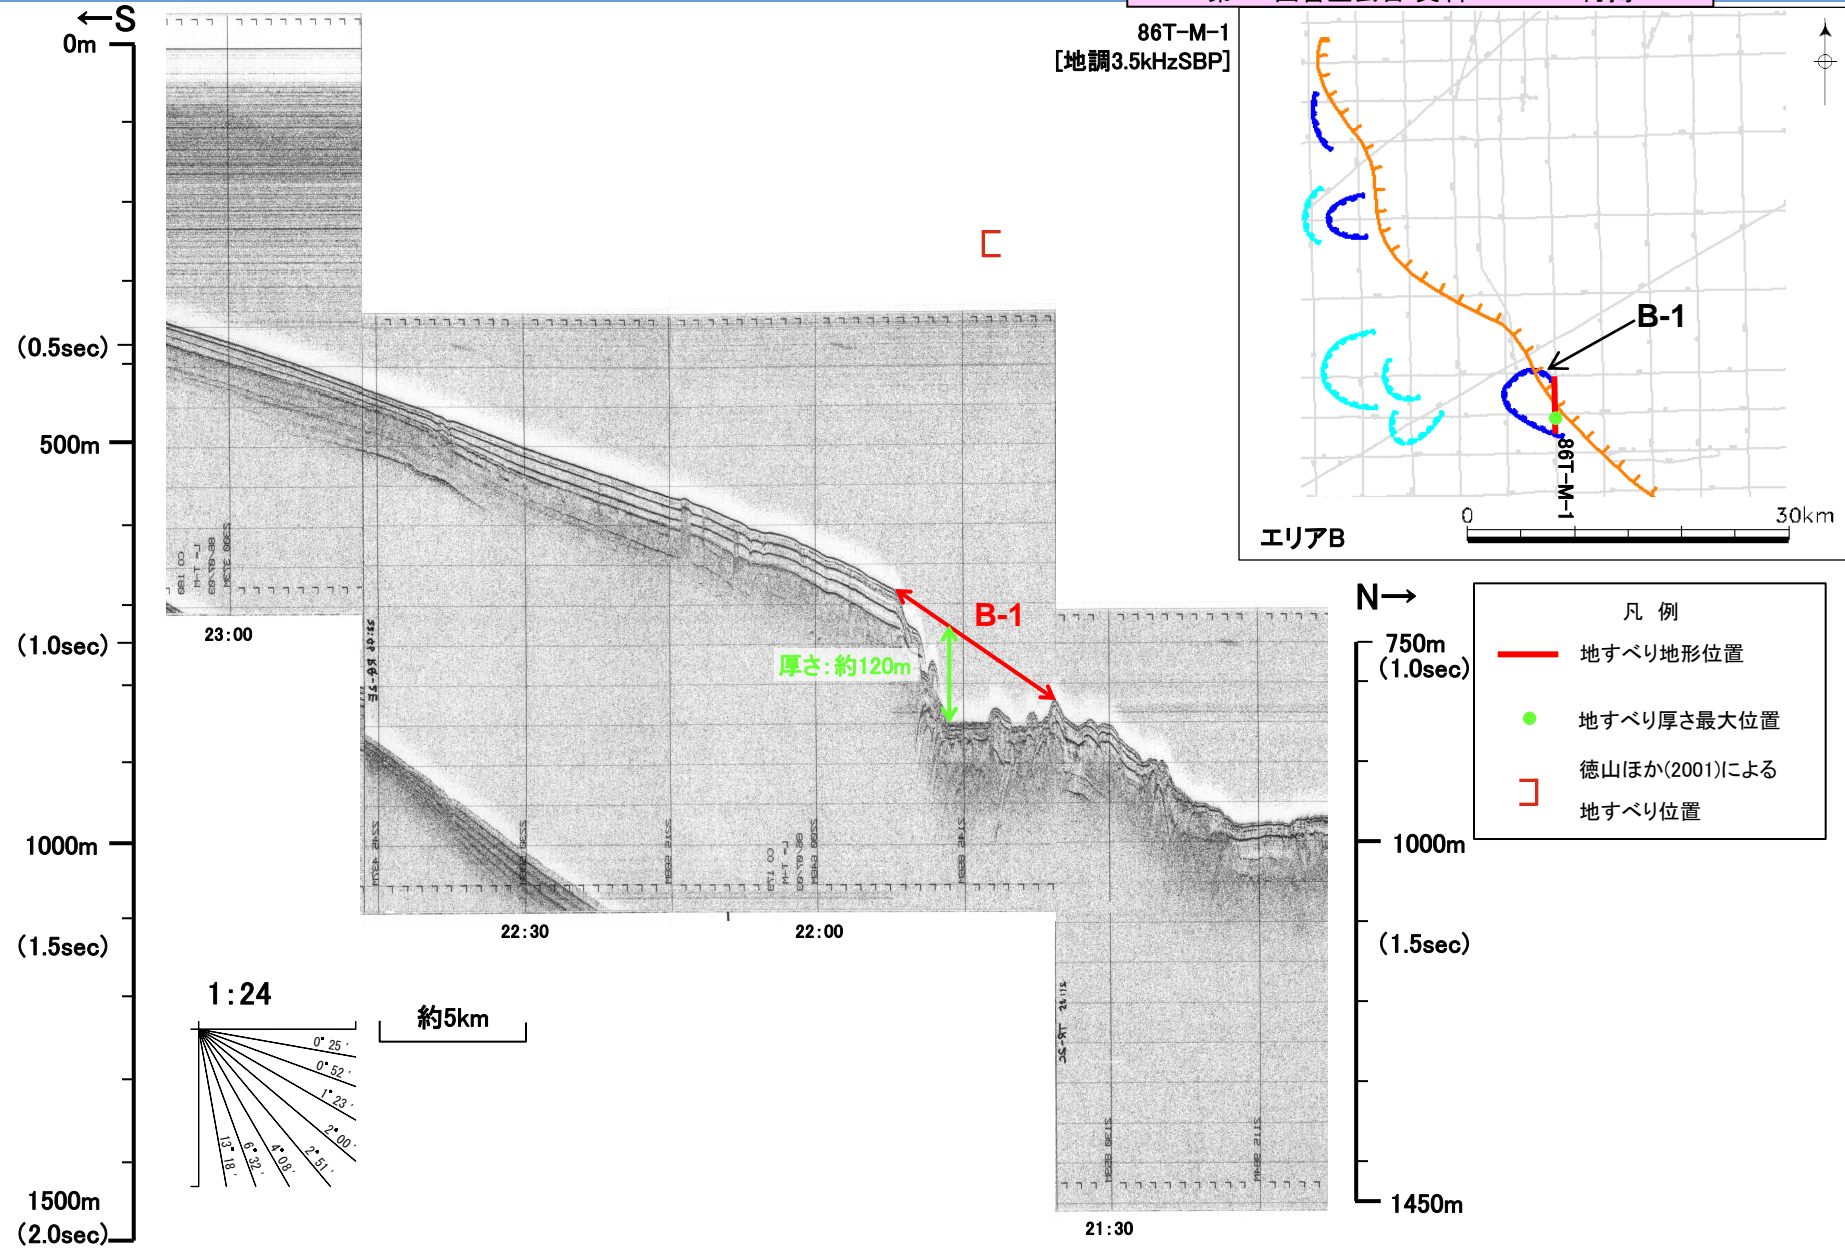 ←S
0m
(0.5sec)
500m
(1.0sec)
1000m
(1.5sec)
1500m
(2.0sec)
86T-M-1
[地調3.5kHzSBP]
B-1
厚さ：約120m
23:00
22:30
22:00
21:30
1:24
約5km
0°25′
0°52′
1°23′
2°00′
2°51′
4°08′
6°32′
13°18′
B-1
86T-M-1
エリアB
0
30km
N→
750m
(1.0sec)
1000m
(1.5sec)
1450m
凡 例
地すべり地形位置
地すべり厚さ最大位置
徳山ほか(2001)による
地すべり位置